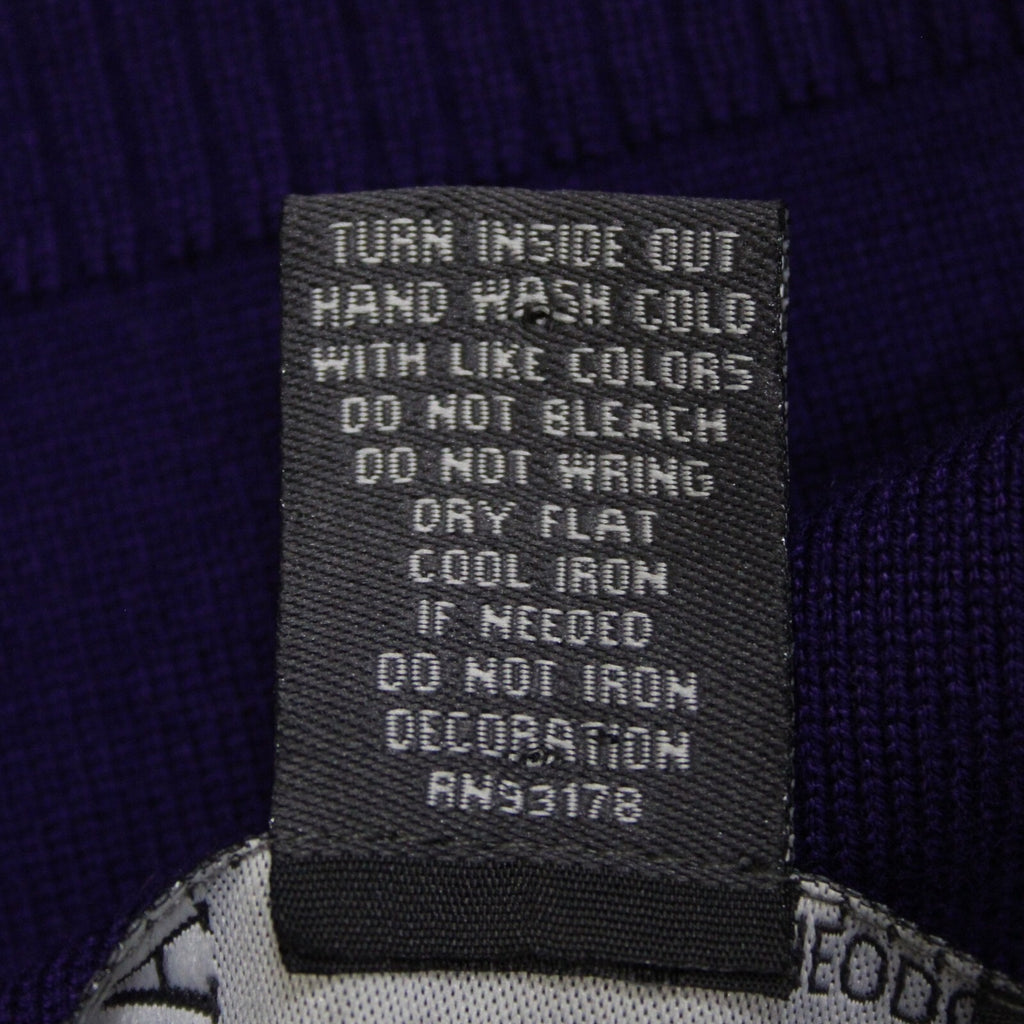 TURN INSIDE OUT
HAND WASH COLD
WITH LIKE COLORS
DO NOT BLEACH
DO NOT WRING
DRY FLAT
COOL IRON
IF NEEDED
DO NOT IRON
DECORATION
RN93178